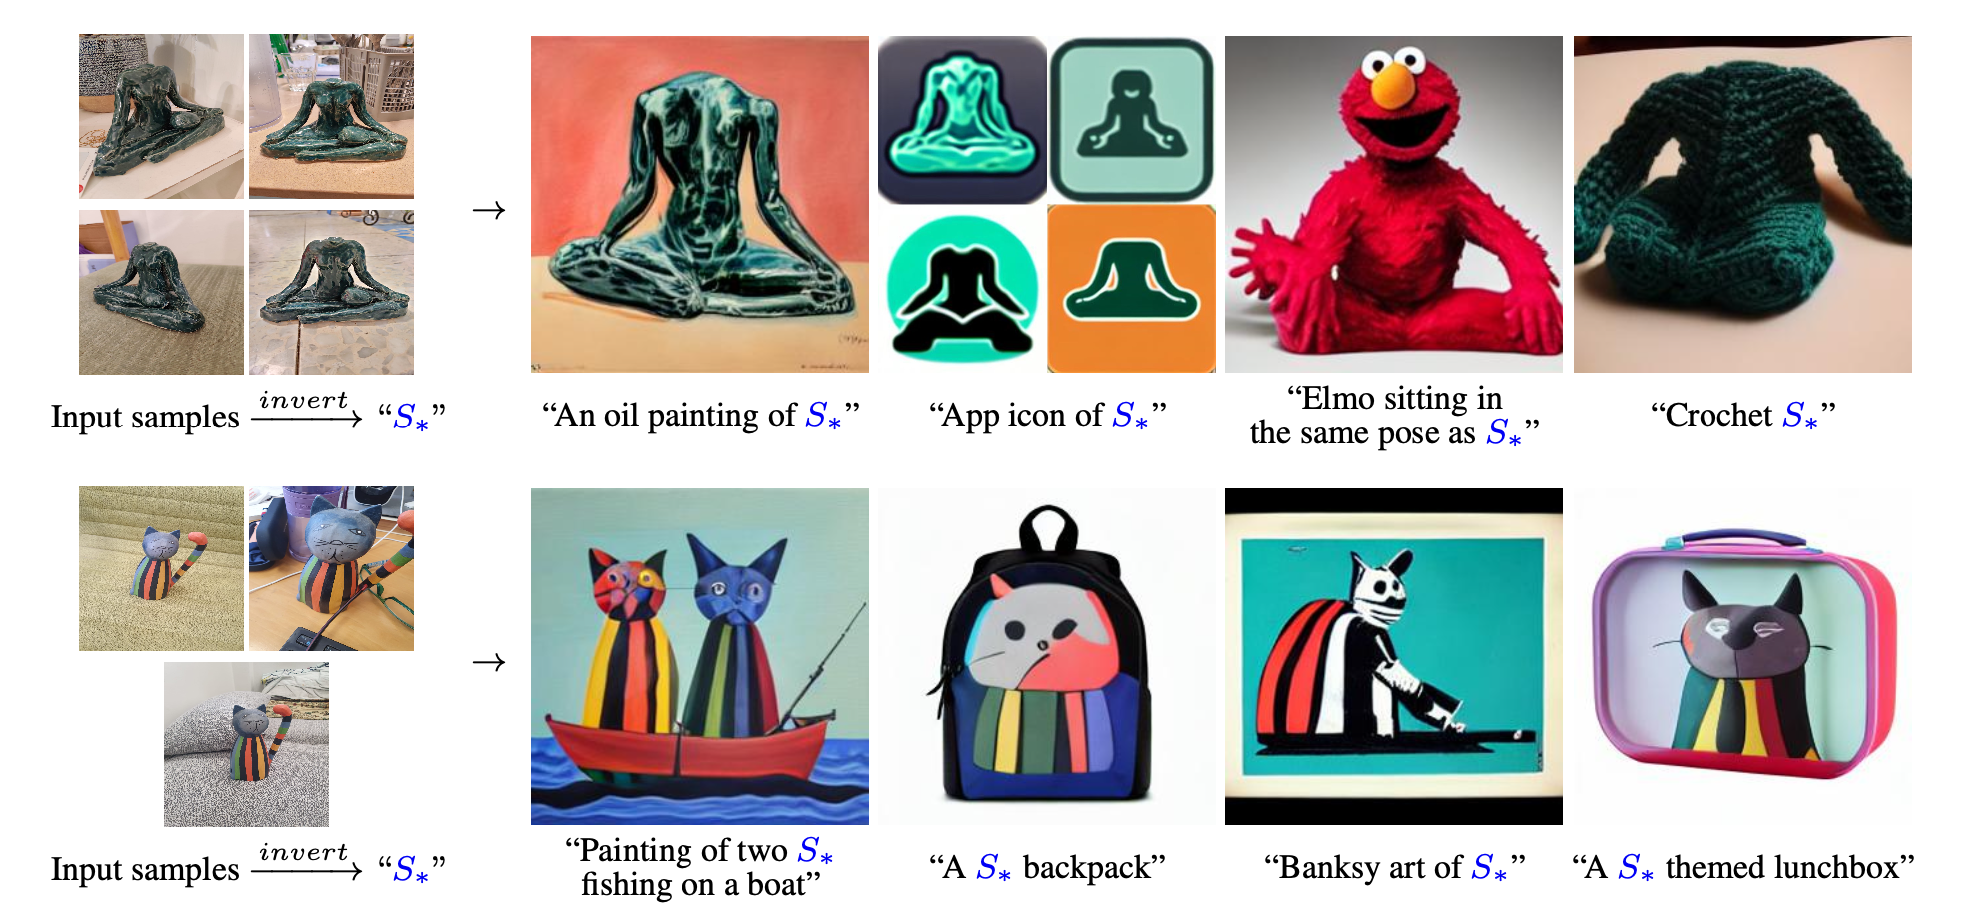 Input samples $\xrightarrow{invert}$ “$S_*$”
“An oil painting of $S_*$”
“App icon of $S_*$”
“Elmo sitting in
the same pose as $S_*$”
“Crochet $S_*$”
Input samples $\xrightarrow{invert}$ “$S_*$”
“Painting of two $S_*$
fishing on a boat”
“A $S_*$ backpack”
“Banksy art of $S_*$”
“A $S_*$ themed lunchbox”